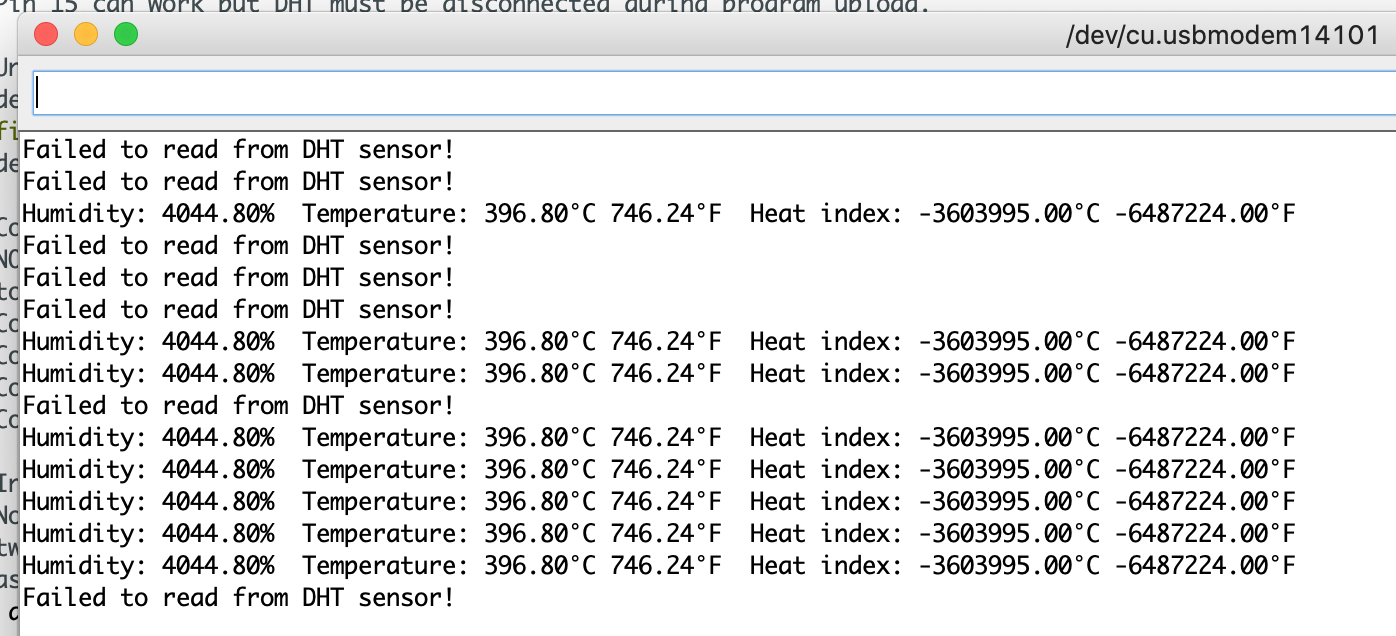 Pin 15 can work but DHT must be disconnected during program upload.
/dev/cu.usbmodem14101
Failed to read from DHT sensor!
Failed to read from DHT sensor!
Humidity: 4044.80%  Temperature: 396.80°C 746.24°F  Heat index: -3603995.00°C -6487224.00°F
Failed to read from DHT sensor!
Failed to read from DHT sensor!
Failed to read from DHT sensor!
Humidity: 4044.80%  Temperature: 396.80°C 746.24°F  Heat index: -3603995.00°C -6487224.00°F
Humidity: 4044.80%  Temperature: 396.80°C 746.24°F  Heat index: -3603995.00°C -6487224.00°F
Failed to read from DHT sensor!
Humidity: 4044.80%  Temperature: 396.80°C 746.24°F  Heat index: -3603995.00°C -6487224.00°F
Humidity: 4044.80%  Temperature: 396.80°C 746.24°F  Heat index: -3603995.00°C -6487224.00°F
Humidity: 4044.80%  Temperature: 396.80°C 746.24°F  Heat index: -3603995.00°C -6487224.00°F
Humidity: 4044.80%  Temperature: 396.80°C 746.24°F  Heat index: -3603995.00°C -6487224.00°F
Humidity: 4044.80%  Temperature: 396.80°C 746.24°F  Heat index: -3603995.00°C -6487224.00°F
Failed to read from DHT sensor!